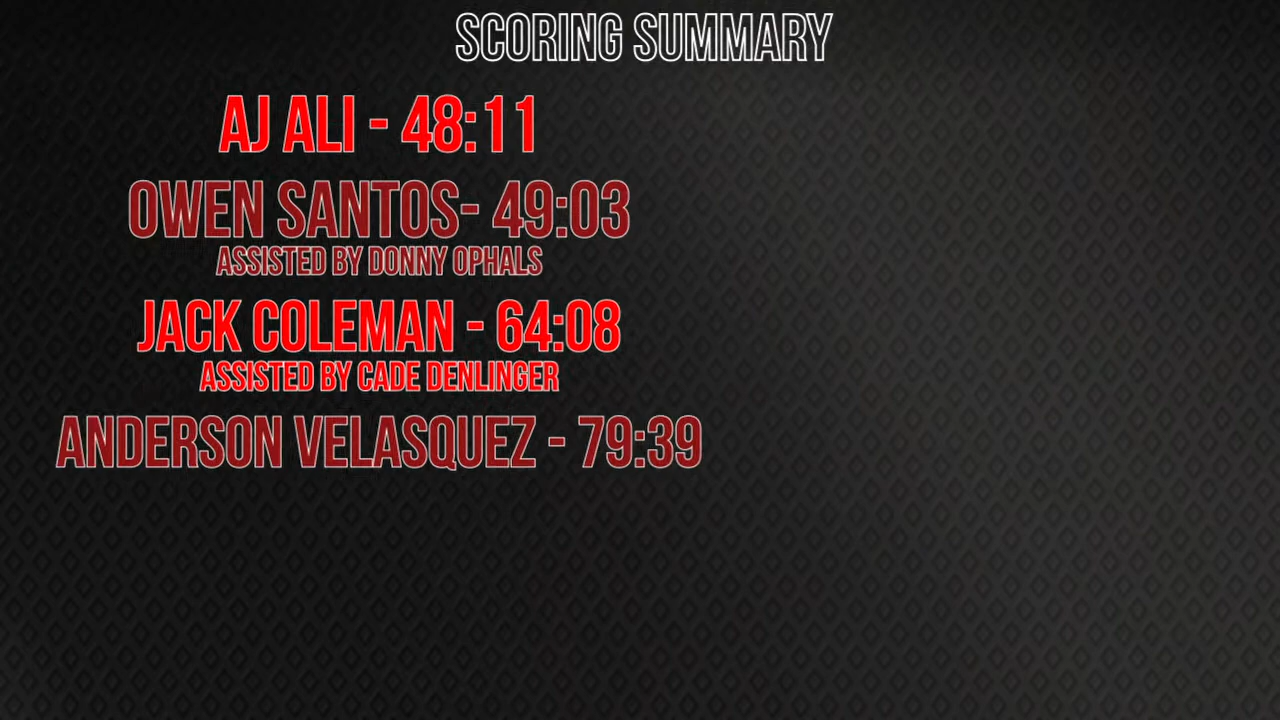 SCORING SUMMARY
AJ ALI - 48:11
OWEN SANTOS- 49:03
ASSISTED BY DONNY OPHALS
JACK COLEMAN - 64:08
ASSISTED BY CADE DENLINGER
ANDERSON VELASQUEZ - 79:39